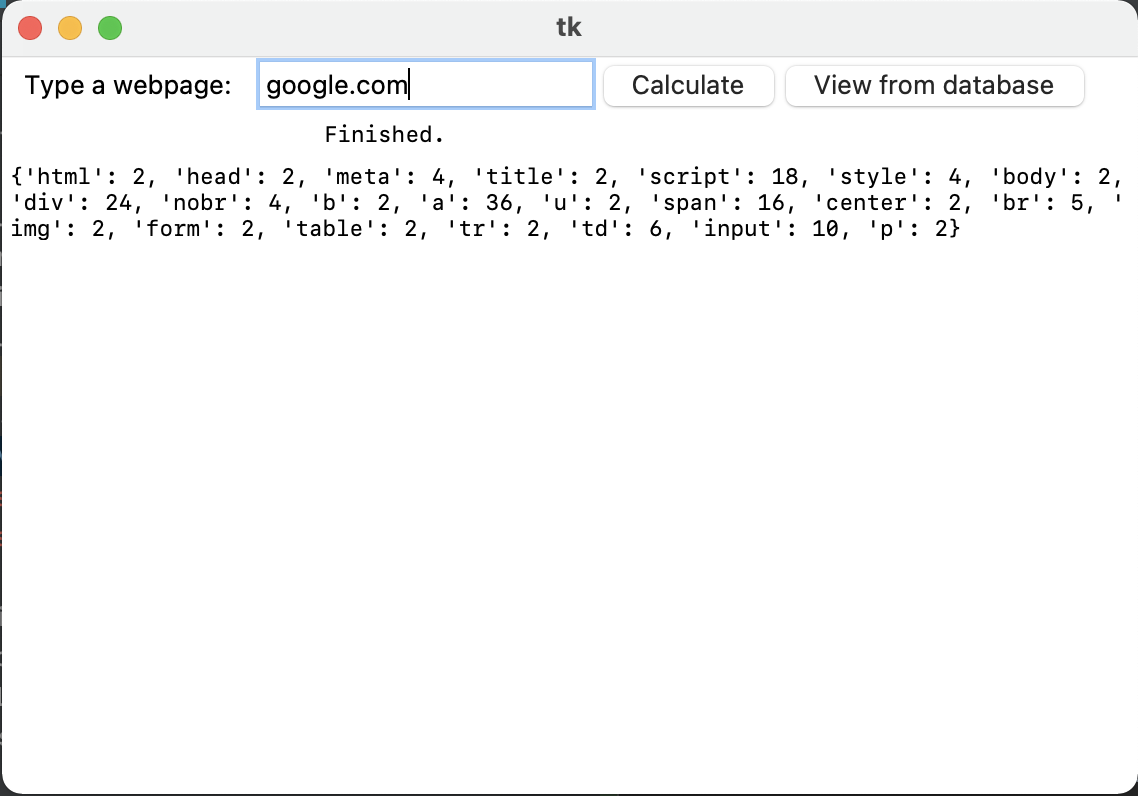 tk
Type a webpage: google.com Calculate View from database
Finished.
{'html': 2, 'head': 2, 'meta': 4, 'title': 2, 'script': 18, 'style': 4, 'body': 2,
'div': 24, 'nobr': 4, 'b': 2, 'a': 36, 'u': 2, 'span': 16, 'center': 2, 'br': 5, '
img': 2, 'form': 2, 'table': 2, 'tr': 2, 'td': 6, 'input': 10, 'p': 2}